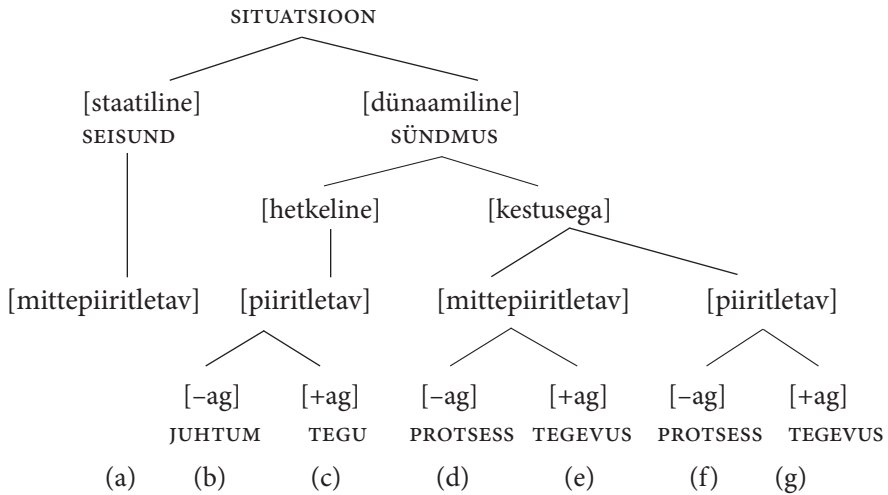 SITUATSIOON
[staatiline] [dünaamiline]
SEISUND SÜNDMUS
[hetkeline] [kestusega]
[mittepiiritletav] [piiritletav] [mittepiiritletav] [piiritletav]
[–ag] [+ag] [–ag] [+ag] [–ag] [+ag]
JUHTUM TEGU PROTSESS TEGEVUS PROTSESS TEGEVUS
(a) (b) (c) (d) (e) (f) (g)